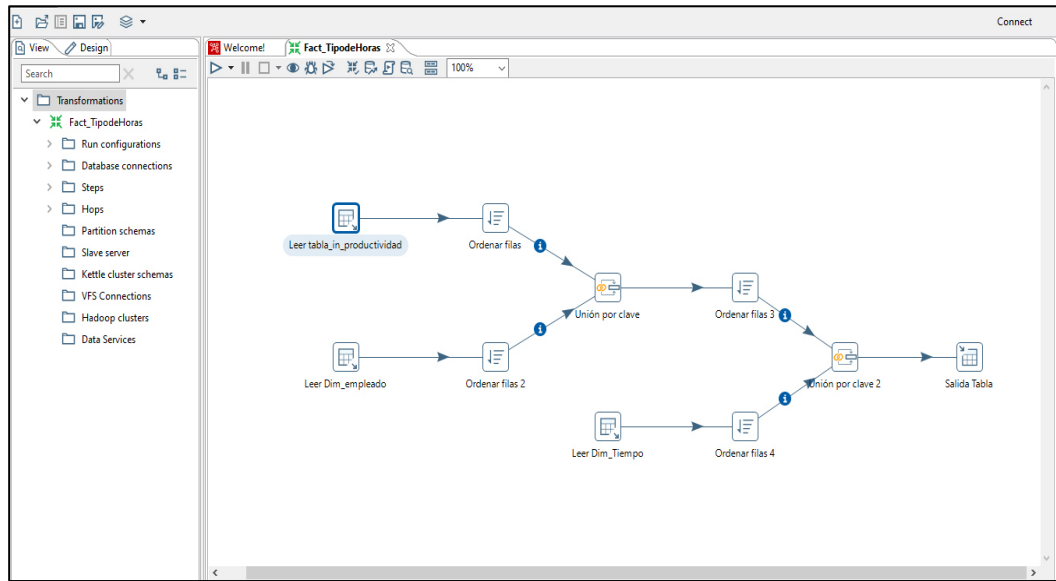 Connect
View
Design
Welcome!
Fact_TipodeHoras
Search
100%
Transformations
Fact_TipodeHoras
Run configurations
Database connections
Steps
Hops
Partition schemas
Slave server
Kettle cluster schemas
VFS Connections
Hadoop clusters
Data Services
Leer tabla_in_productividad
Ordenar filas
Unión por clave
Ordenar filas 3
Leer Dim_empleado
Ordenar filas 2
Unión por clave 2
Salida Tabla
Leer Dim_Tiempo
Ordenar filas 4